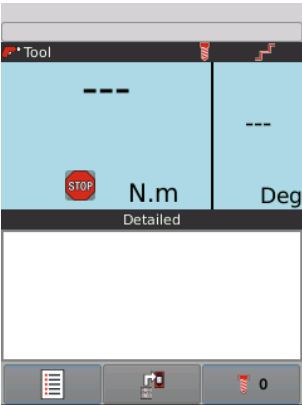 Tool
---
---
STOP
N.m
Deg
Detailed
0